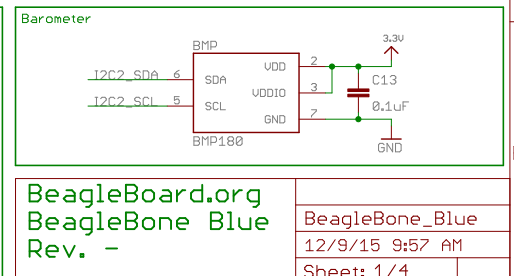 Barometer
BMP
3.3V
I2C2_SDA 6 SDA VDD 2
VDDIO 3 C13
I2C2_SCL 5 SCL 0.1uF
GND 7
BMP180 GND
BeagleBoard.org
BeagleBone Blue
Rev. -
BeagleBone_Blue
12/9/15 9:57 AM
Sheet: 1/4